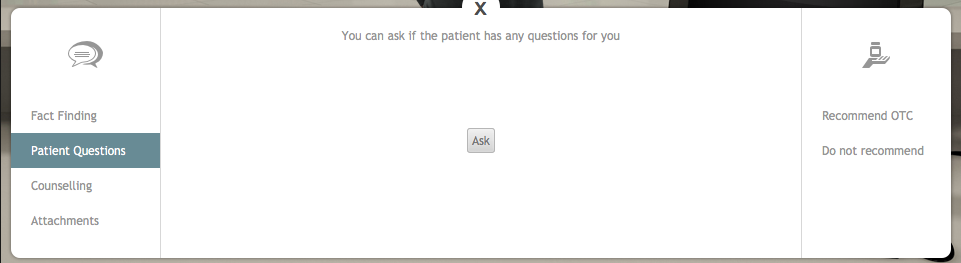 X
You can ask if the patient has any questions for you
Fact Finding
Patient Questions
Counselling
Attachments
Ask
Recommend OTC
Do not recommend